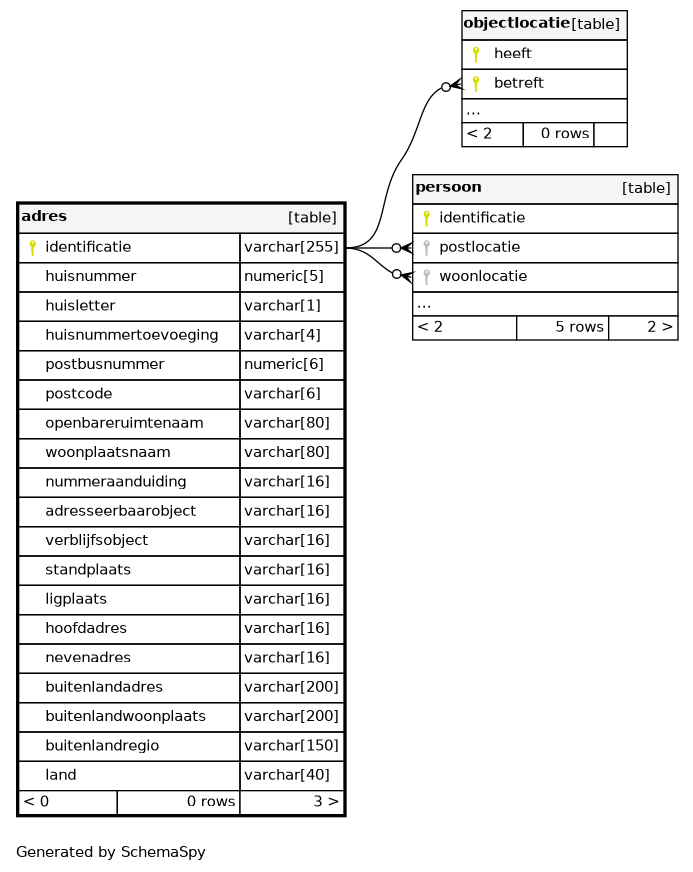 objectlocatie [table]
heeft
betreft
...
< 2 0 rows
persoon [table]
identificatie
postlocatie
woonlocatie
...
< 2 5 rows 2 >
adres [table]
identificatie varchar[255]
huisnummer numeric[5]
huisletter varchar[1]
huisnummertoevoeging varchar[4]
postbusnummer numeric[6]
postcode varchar[6]
openbareruimtenaam varchar[80]
woonplaatsnaam varchar[80]
nummeraanduiding varchar[16]
adresseerbaarobject varchar[16]
verblijfsobject varchar[16]
standplaats varchar[16]
ligplaats varchar[16]
hoofdadres varchar[16]
nevenadres varchar[16]
buitenlandadres varchar[200]
buitenlandwoonplaats varchar[200]
buitenlandregio varchar[150]
land varchar[40]
< 0 0 rows 3 >
Generated by SchemaSpy